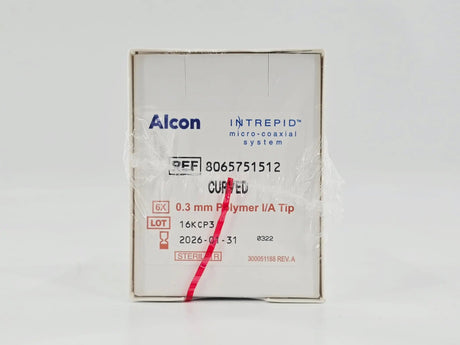 Alcon
INTREPID™
micro-coaxial
system
REF 8065751512
CURVED
6X 0.3 mm Polymer I/A Tip
LOT 16KCP3
2026-01-31 0322
STERILE R 300051188 REV. A